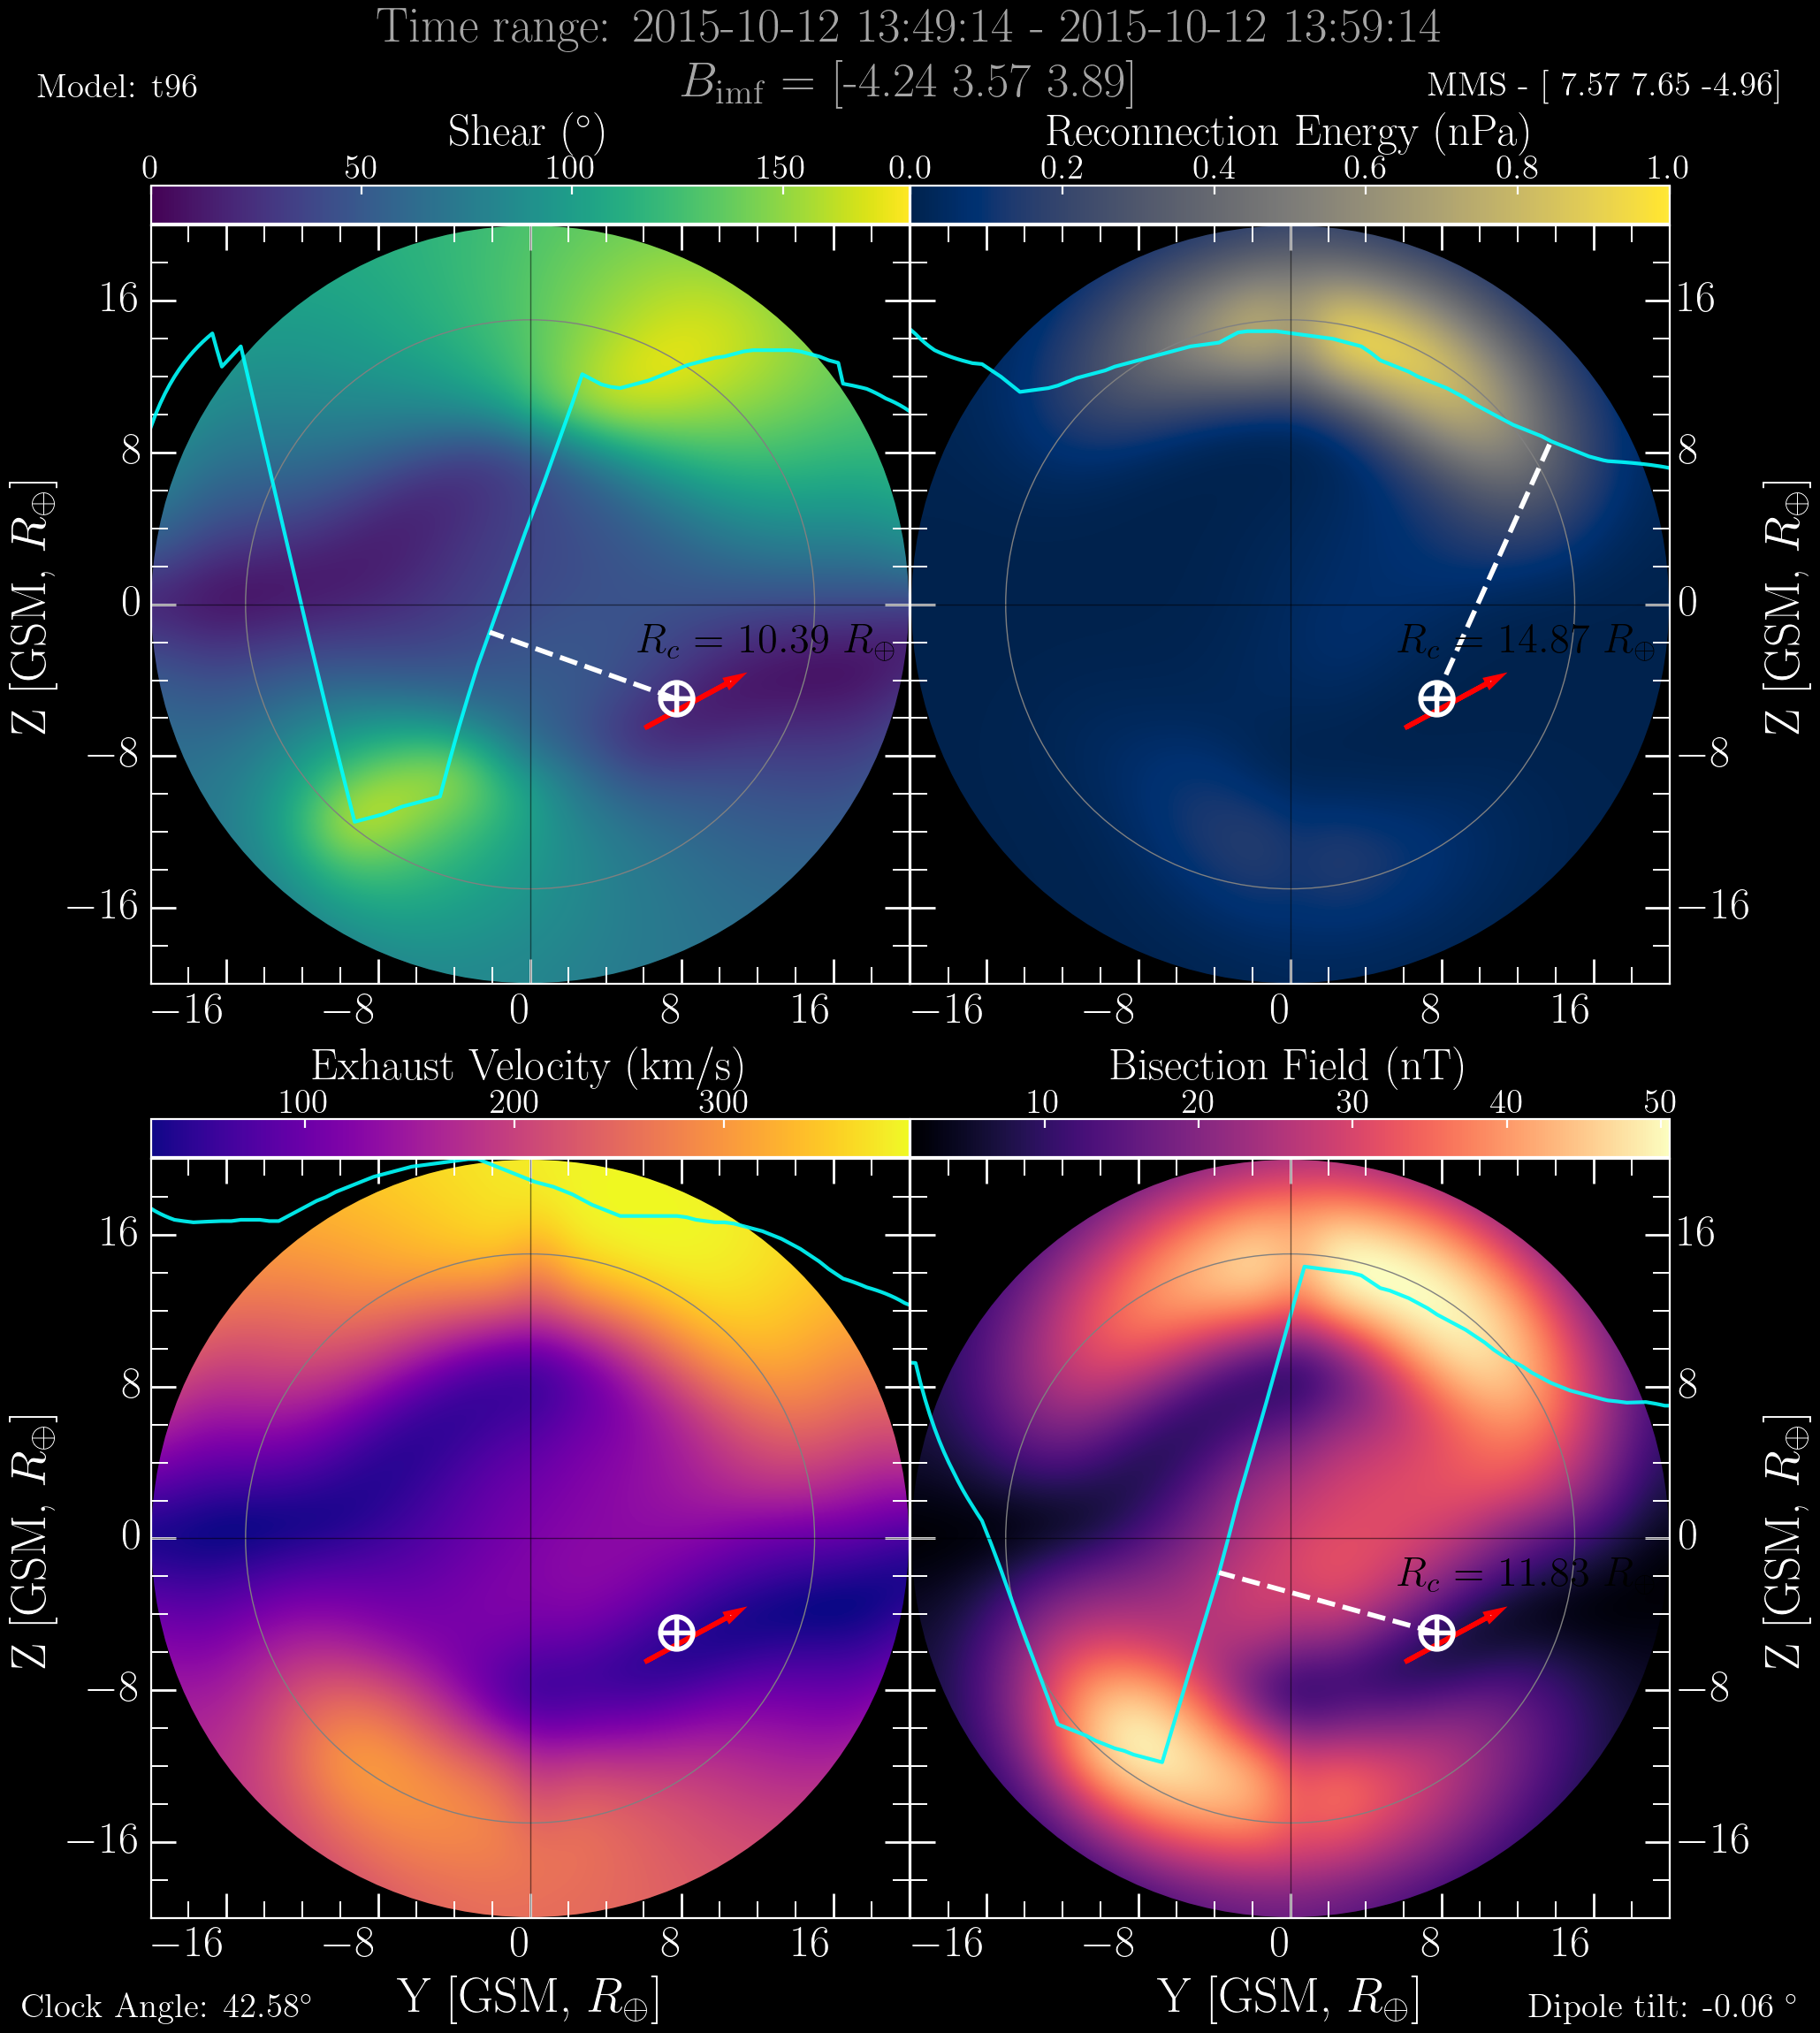 Time range: 2015-10-12 13:49:14 - 2015-10-12 13:59:14
Model: t96
B_imf = [-4.24 3.57 3.89]
MMS - [ 7.57 7.65 -4.96]
Shear (°)
Reconnection Energy (nPa)
0 50 100 150
0.0 0.2 0.4 0.6 0.8 1.0
Z [GSM, R⊕]
16
8
0
−8
−16
R_c = 10.39 R⊕
R_c = 14.87 R⊕
16
8
0
−8
−16
Z [GSM, R⊕]
−16 −8 0 8 16
−16 −8 0 8 16
Exhaust Velocity (km/s)
Bisection Field (nT)
100 200 300
10 20 30 40 50
Z [GSM, R⊕]
16
8
0
−8
−16
R_c = 11.83 R
16
8
0
−8
−16
Z [GSM, R⊕]
−16 −8 0 8 16
−16 −8 0 8 16
Y [GSM, R⊕]
Y [GSM, R⊕]
Clock Angle: 42.58°
Dipole tilt: -0.06 °